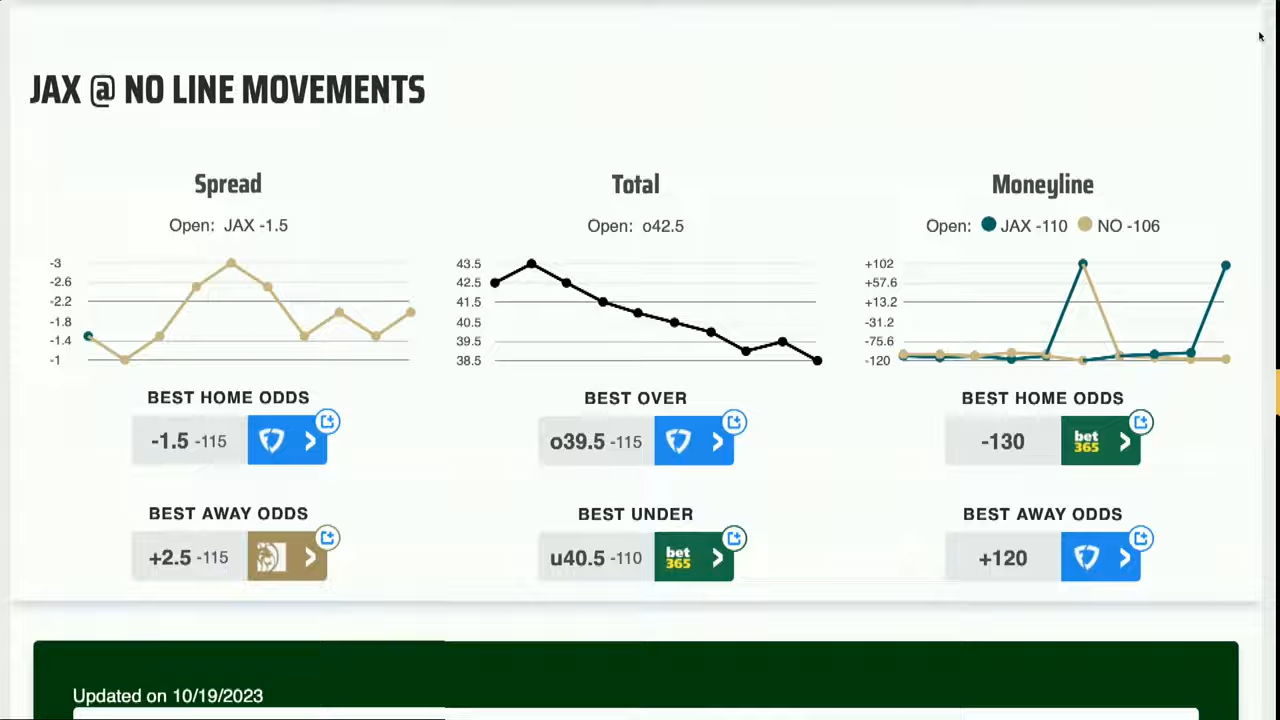 JAX @ NO LINE MOVEMENTS
Spread
Open: JAX -1.5
-3
-2.6
-2.2
-1.8
-1.4
-1
BEST HOME ODDS
-1.5 -115
BEST AWAY ODDS
+2.5 -115
Total
Open: o42.5
43.5
42.5
41.5
40.5
39.5
38.5
BEST OVER
o39.5 -115
BEST UNDER
u40.5 -110
bet
365
Moneyline
Open: JAX -110 NO -106
+102
+57.6
+13.2
-31.2
-75.6
-120
BEST HOME ODDS
-130
bet
365
BEST AWAY ODDS
+120
Updated on 10/19/2023